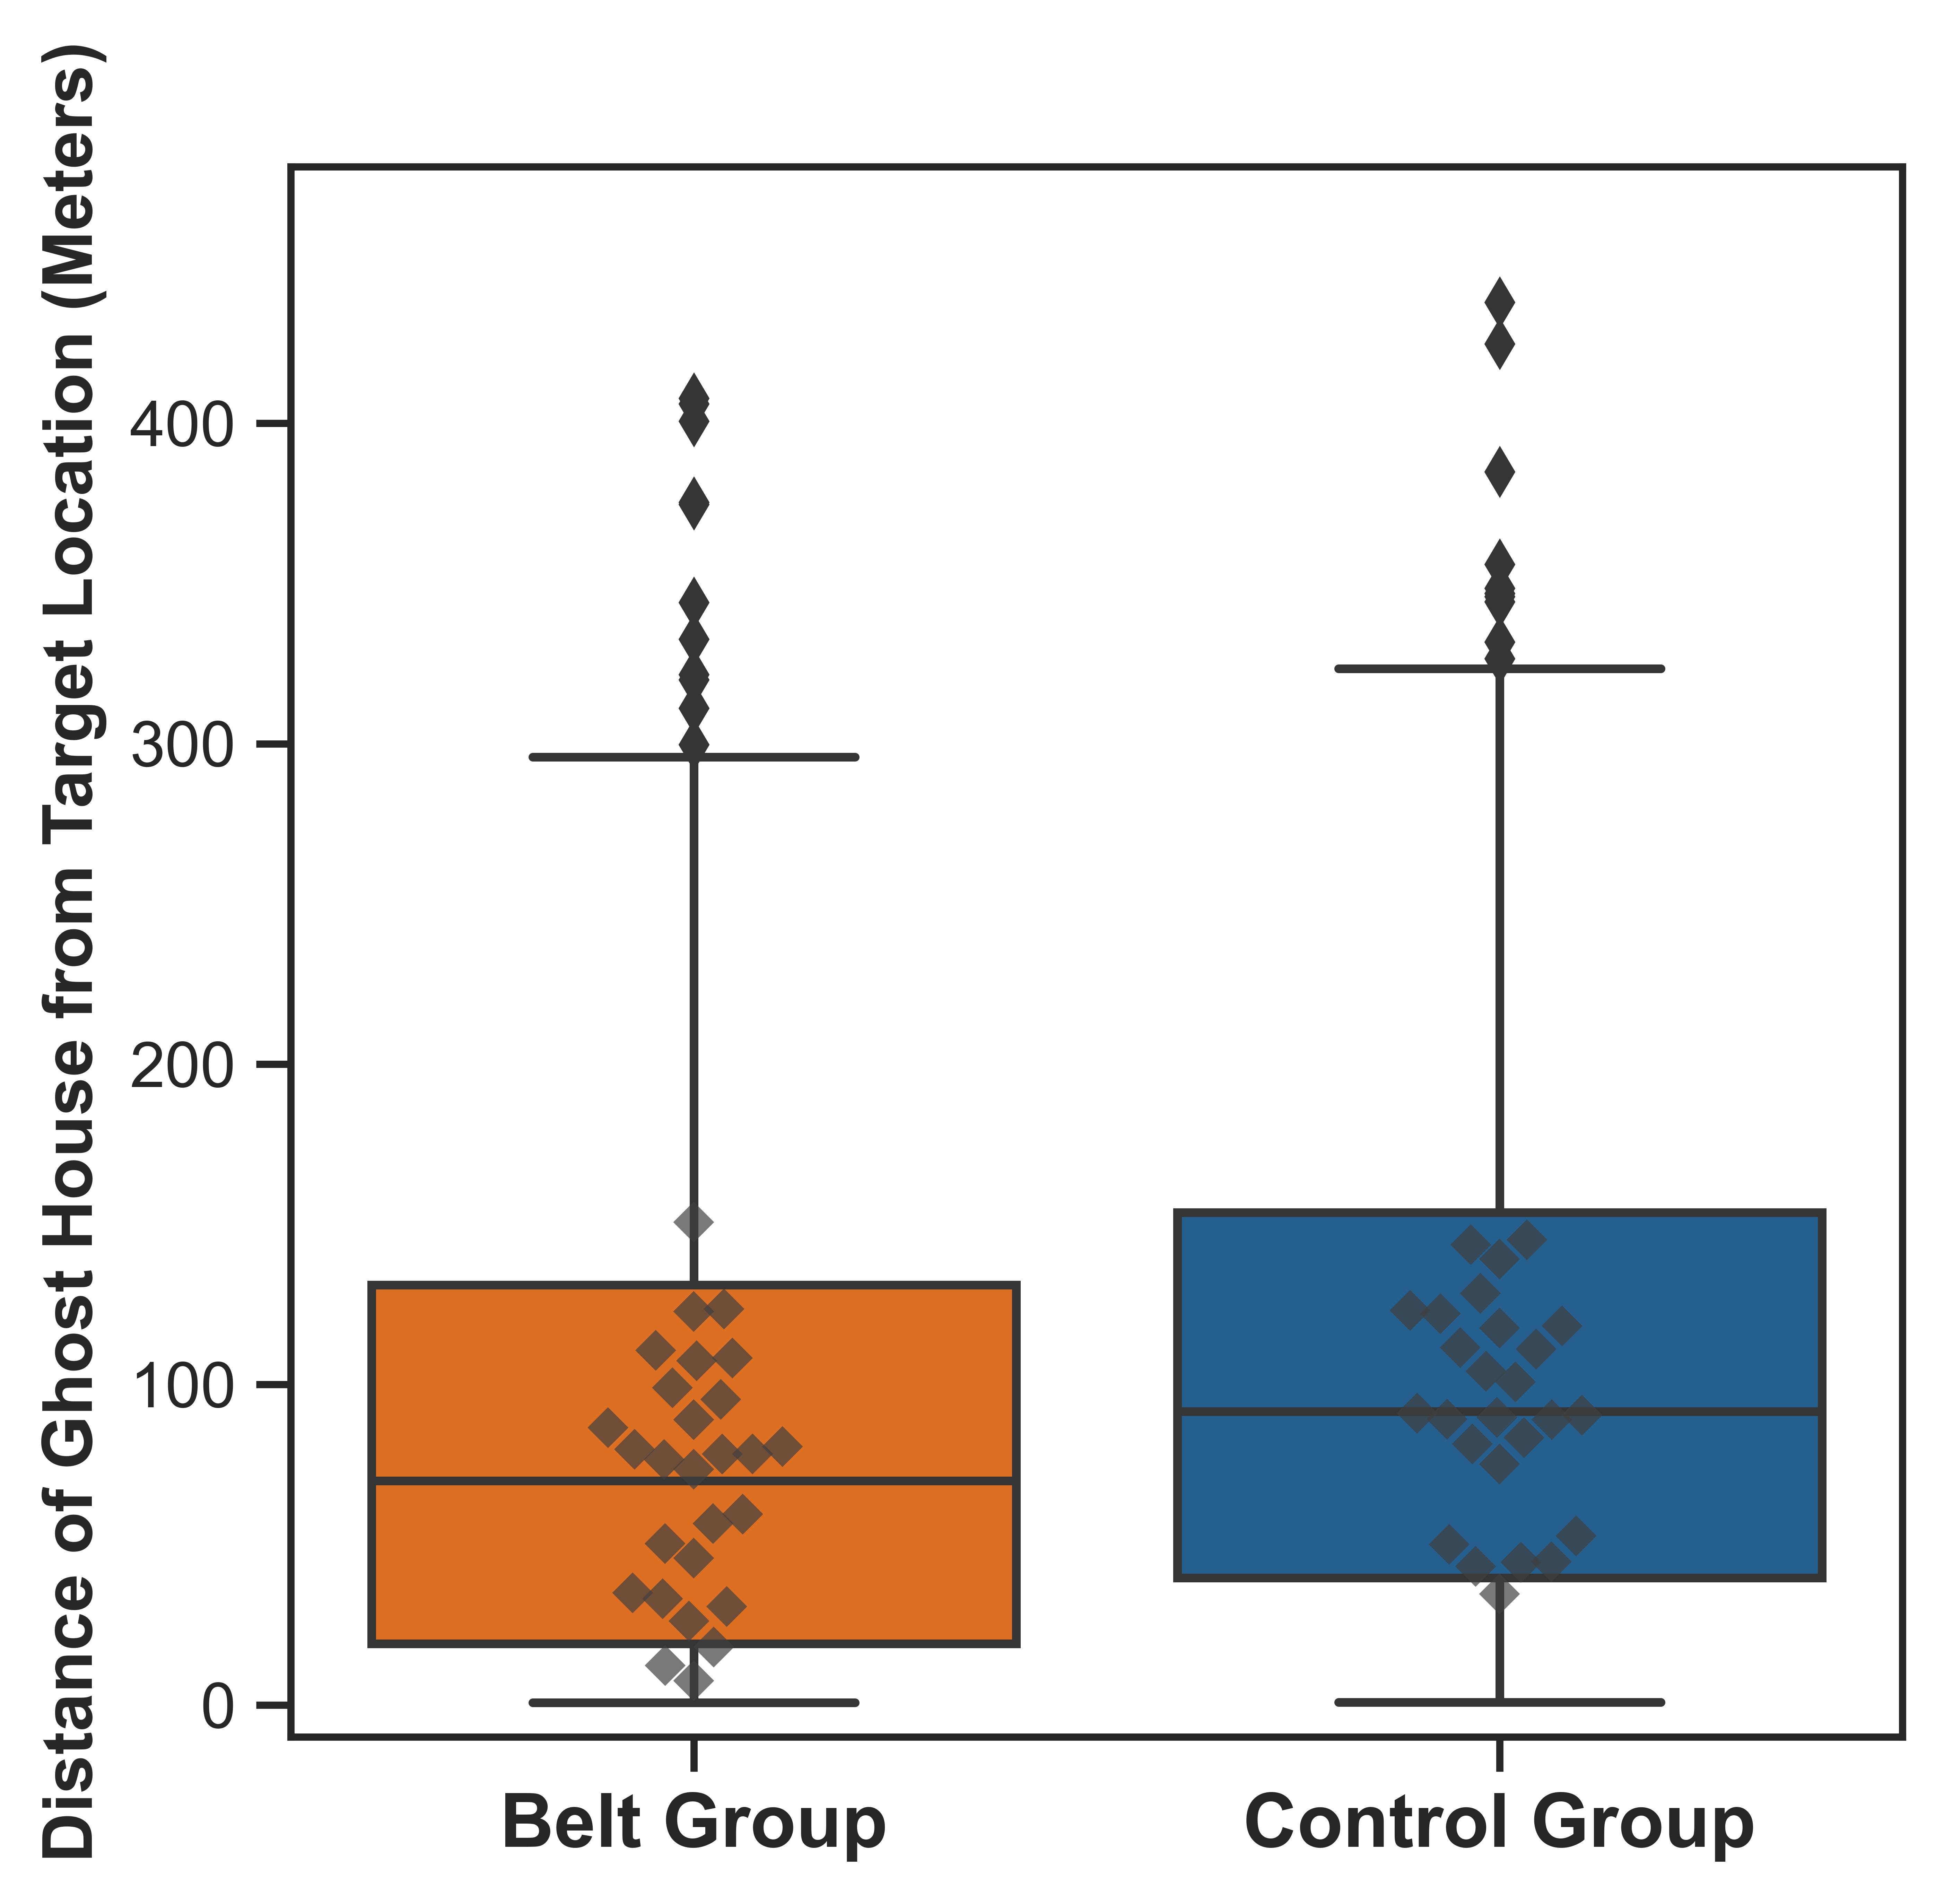 Distance of Ghost House from Target Location (Meters)
400
300
200
100
0
Belt Group
Control Group